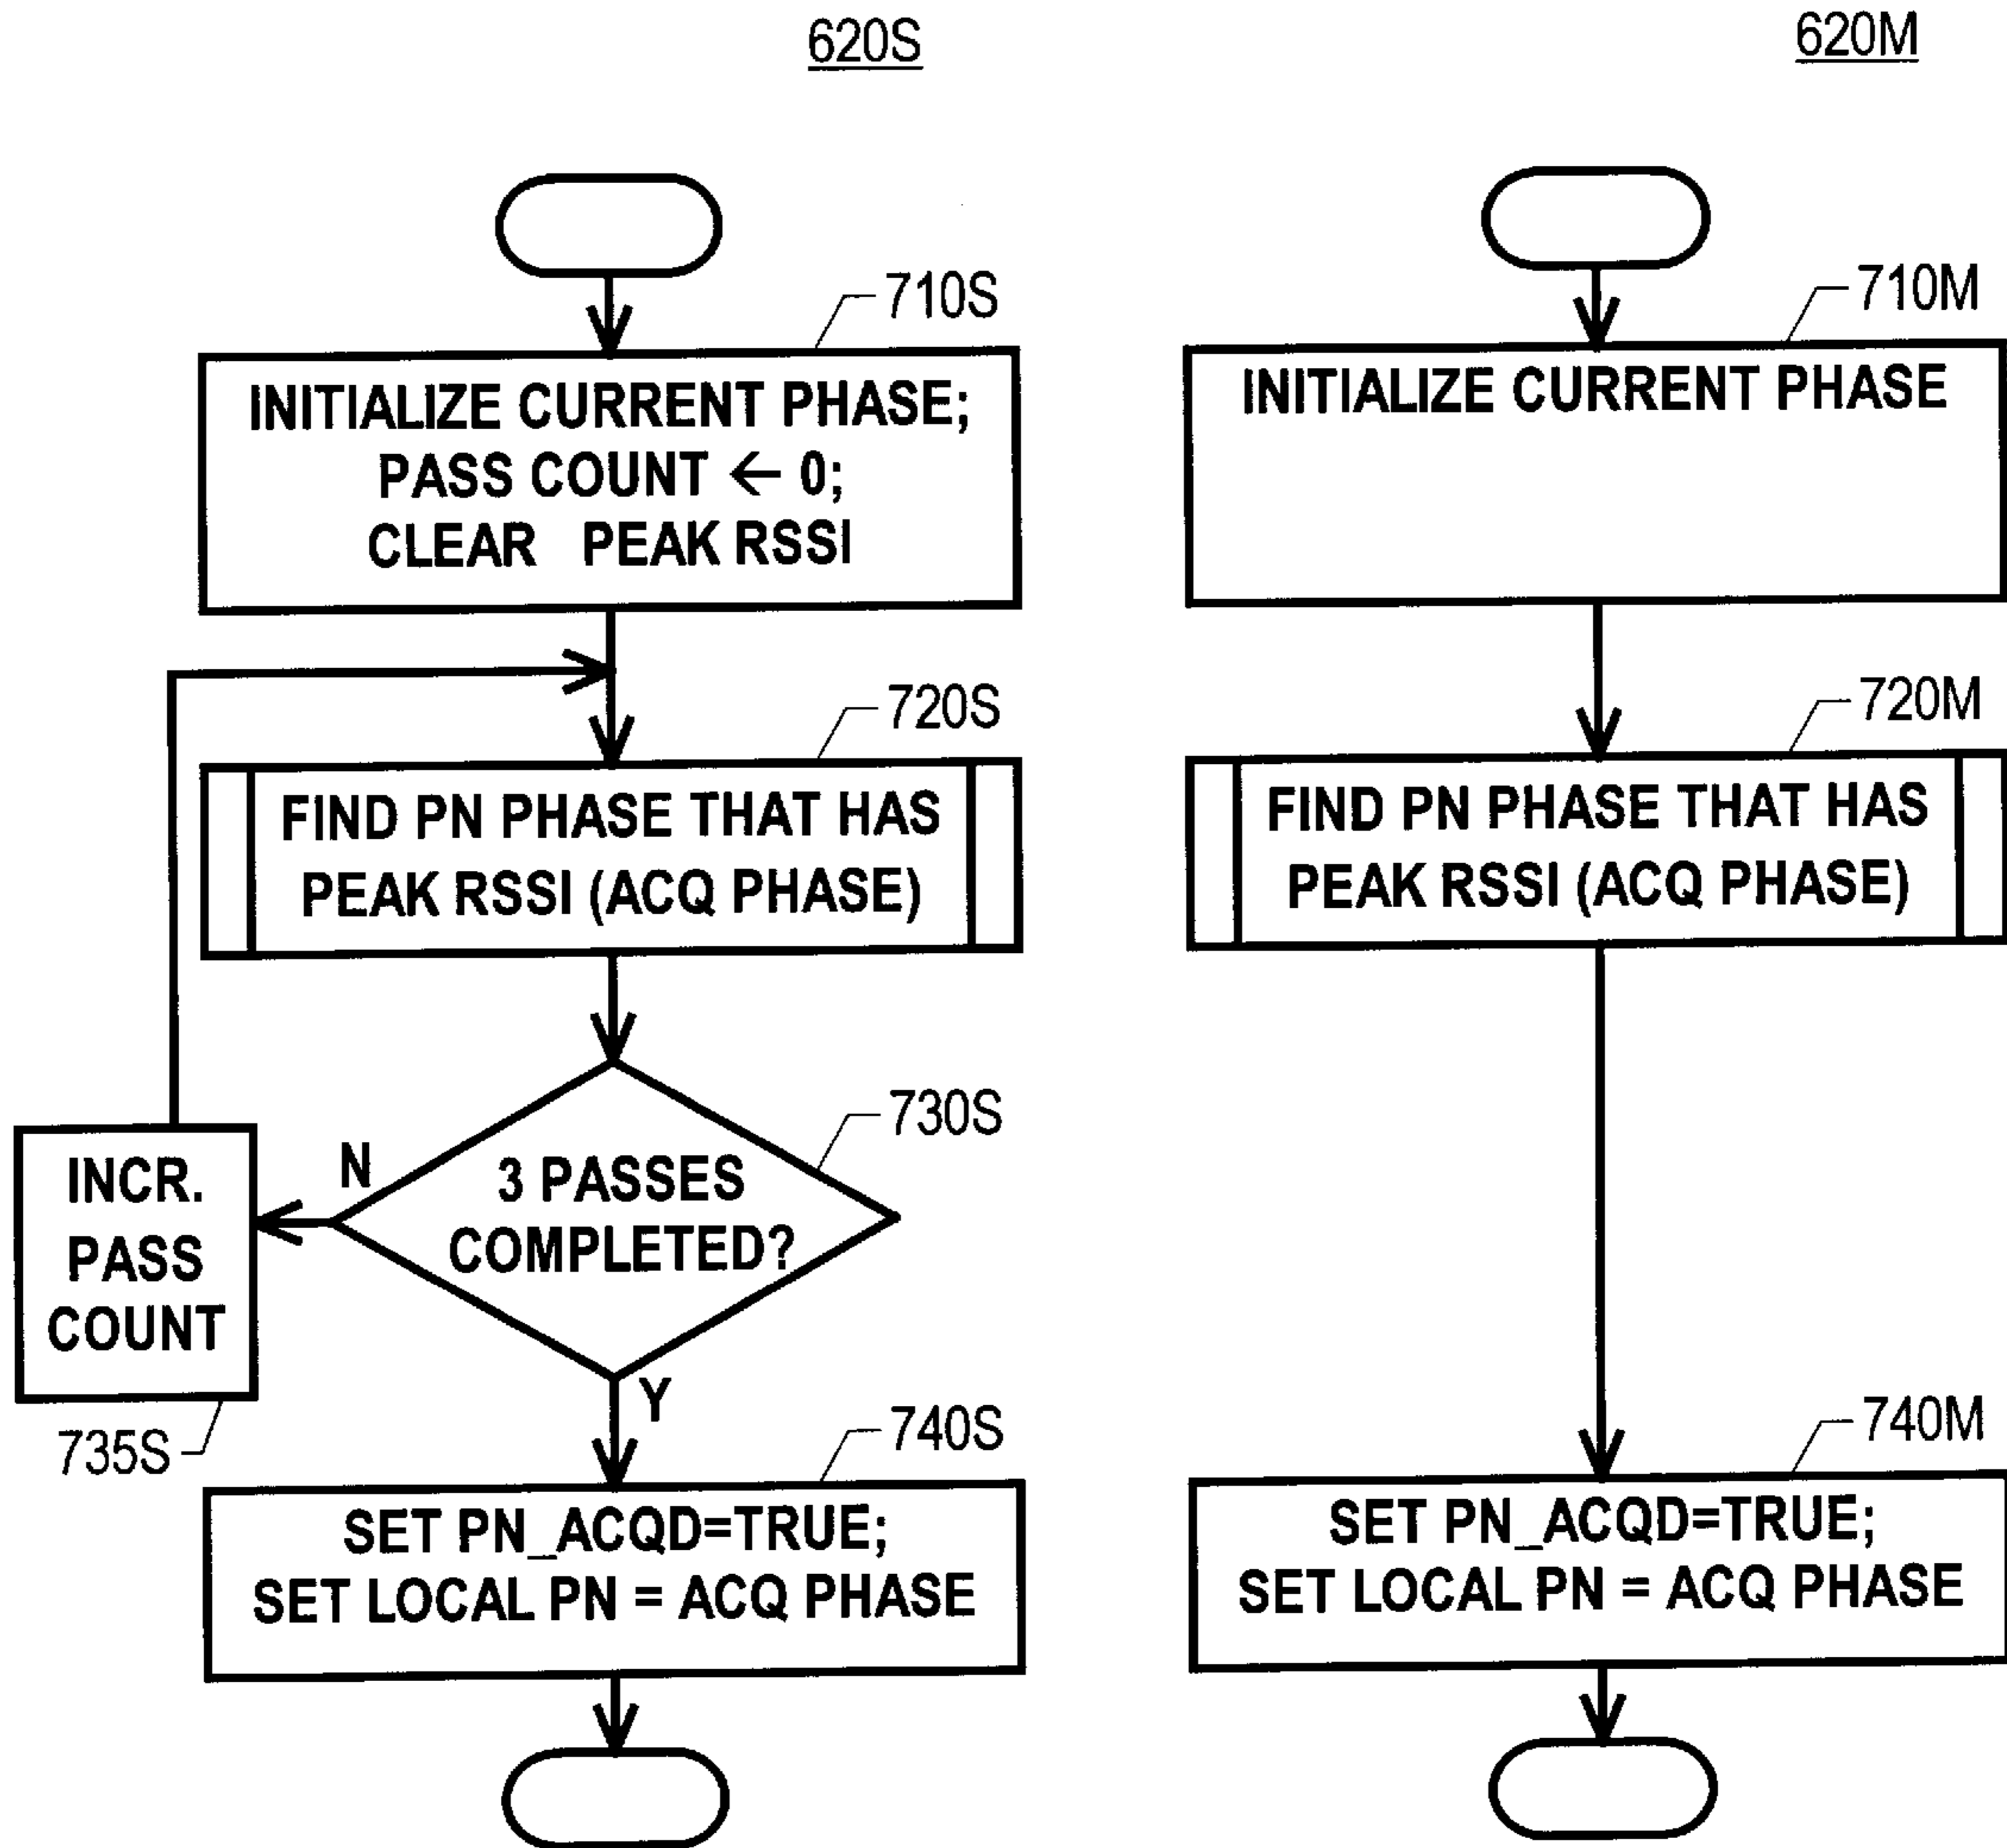 620S
710S
INITIALIZE CURRENT PHASE;
PASS COUNT ← 0;
CLEAR PEAK RSSI
720S
FIND PN PHASE THAT HAS
PEAK RSSI (ACQ PHASE)
730S
3 PASSES
COMPLETED?
N
INCR.
PASS
COUNT
735S
Y
740S
SET PN_ACQD=TRUE;
SET LOCAL PN = ACQ PHASE
620M
710M
INITIALIZE CURRENT PHASE
720M
FIND PN PHASE THAT HAS
PEAK RSSI (ACQ PHASE)
740M
SET PN_ACQD=TRUE;
SET LOCAL PN = ACQ PHASE